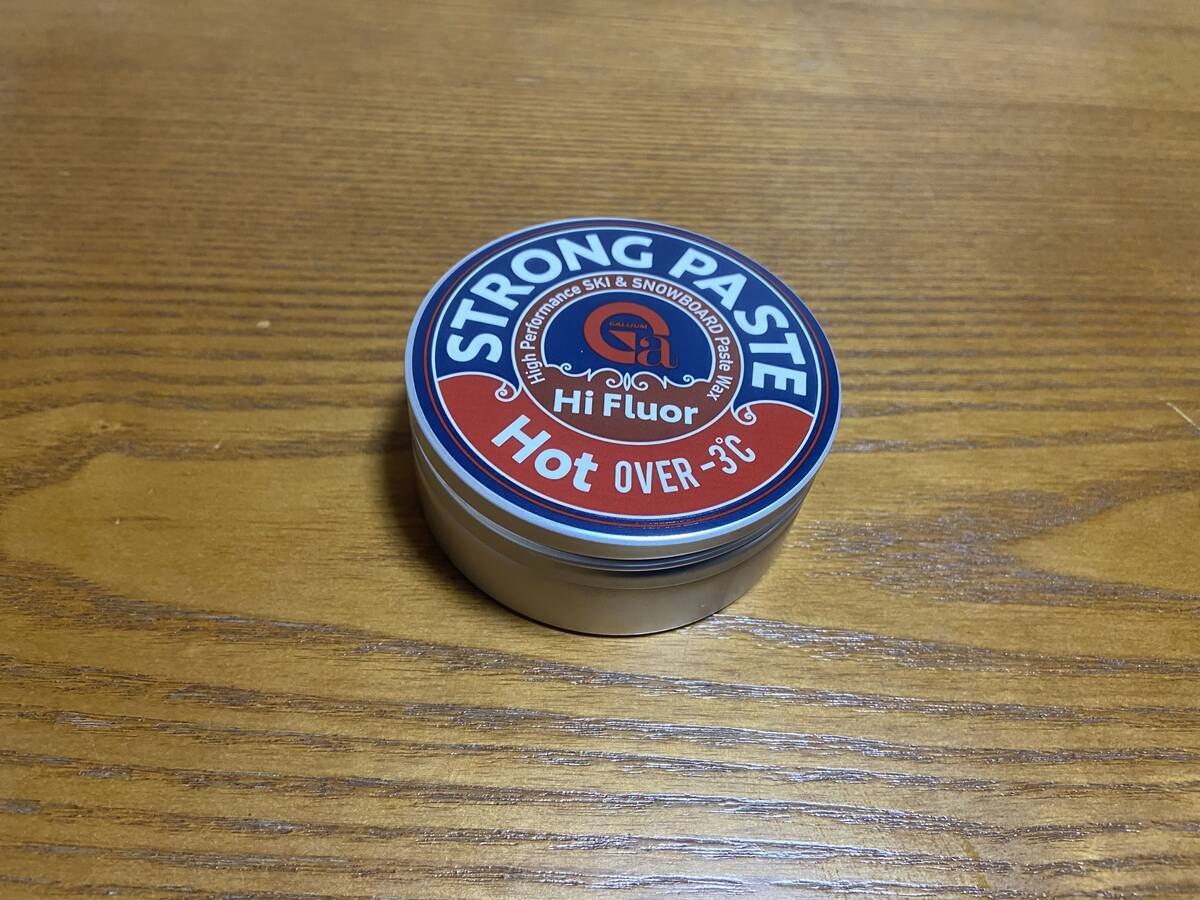 STRONG PASTE
High Performance SKI & SNOWBOARD Paste Wax
GALLIUM
Ga
Hi Fluor
Hot OVER -3°C